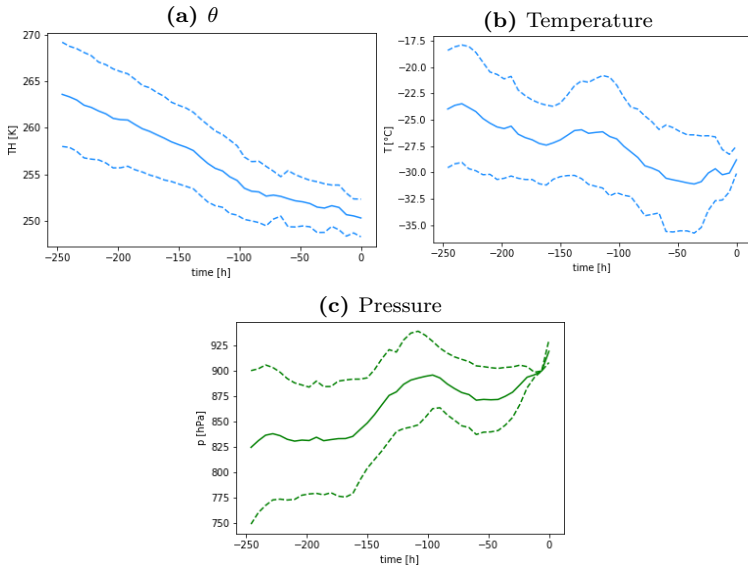 (a) θ
270
265
260
255
250
TH [K]
−250 −200 −150 −100 −50 0
time [h]
(b) Temperature
−17.5
−20.0
−22.5
−25.0
−27.5
−30.0
−32.5
−35.0
T [°C]
−250 −200 −150 −100 −50 0
time [h]
(c) Pressure
925
900
875
850
825
800
775
750
p [hPa]
−250 −200 −150 −100 −50 0
time [h]